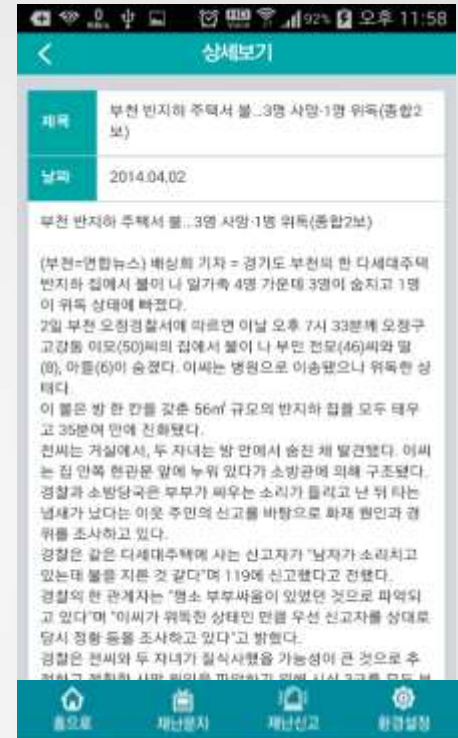 92% 오후 11:58
상세보기
제목
부천 반지하 주택서 불...3명 사망·1명 위독(종합2
보)
날짜
2014.04.02
부천 반지하 주택서 불...3명 사망·1명 위독(종합2보)
(부천=연합뉴스) 배상희 기자 = 경기도 부천의 한 다세대주택
반지하 집에서 불이 나 일가족 4명 가운데 3명이 숨지고 1명
이 위독 상태에 빠졌다.
2일 부천 오정경찰서에 따르면 이날 오후 7시 33분께 오정구
고강동 이모(50)씨의 집에서 불이 나 부인 전모(46)씨와 딸
(8), 아들(6)이 숨졌다. 이씨는 병원으로 이송됐으나 위독한 상
태다.
이 불은 방 한 칸을 갖춘 56㎡ 규모의 반지하 집을 모두 태우
고 35분여 만에 진화됐다.
전씨는 거실에서, 두 자녀는 방 안에서 숨진 채 발견됐다. 이씨
는 집 안쪽 현관문 앞에 누워 있다가 소방관에 의해 구조됐다.
경찰과 소방당국은 부부가 싸우는 소리가 들리고 난 뒤 타는
냄새가 났다는 이웃 주민의 신고를 바탕으로 화재 원인과 경
위를 조사하고 있다.
경찰은 같은 다세대주택에 사는 신고자가 "남자가 소리치고
있는데 불을 지른 것 같다"며 119에 신고했다고 전했다.
경찰의 한 관계자는 "평소 부부싸움이 있었던 것으로 파악되
고 있다"며 "이씨가 위독한 상태인 만큼 우선 신고자를 상대로
당시 정황 등을 조사하고 있다"고 밝혔다.
경찰은 전씨와 두 자녀가 질식사했을 가능성이 큰 것으로 추
홈으로 재난문자 재난신고 환경설정